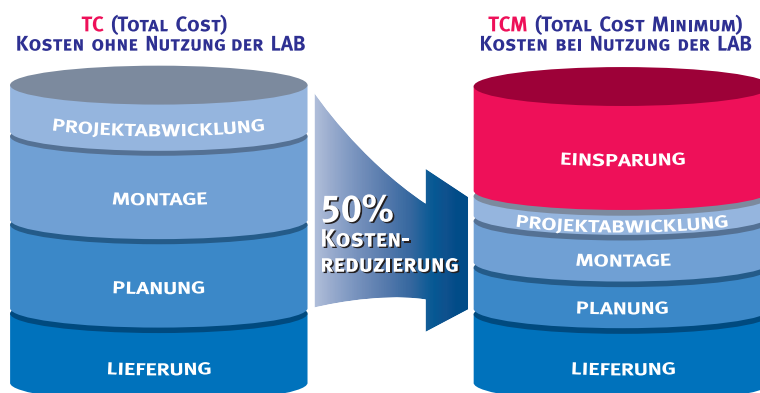 TC (Total Cost)
Kosten ohne Nutzung der LAB
PROJEKTABWICKLUNG
MONTAGE
PLANUNG
LIEFERUNG
50%
Kosten-
reduzierung
TCM (Total Cost Minimum)
Kosten bei Nutzung der LAB
EINSPARUNG
PROJEKTABWICKLUNG
MONTAGE
PLANUNG
LIEFERUNG